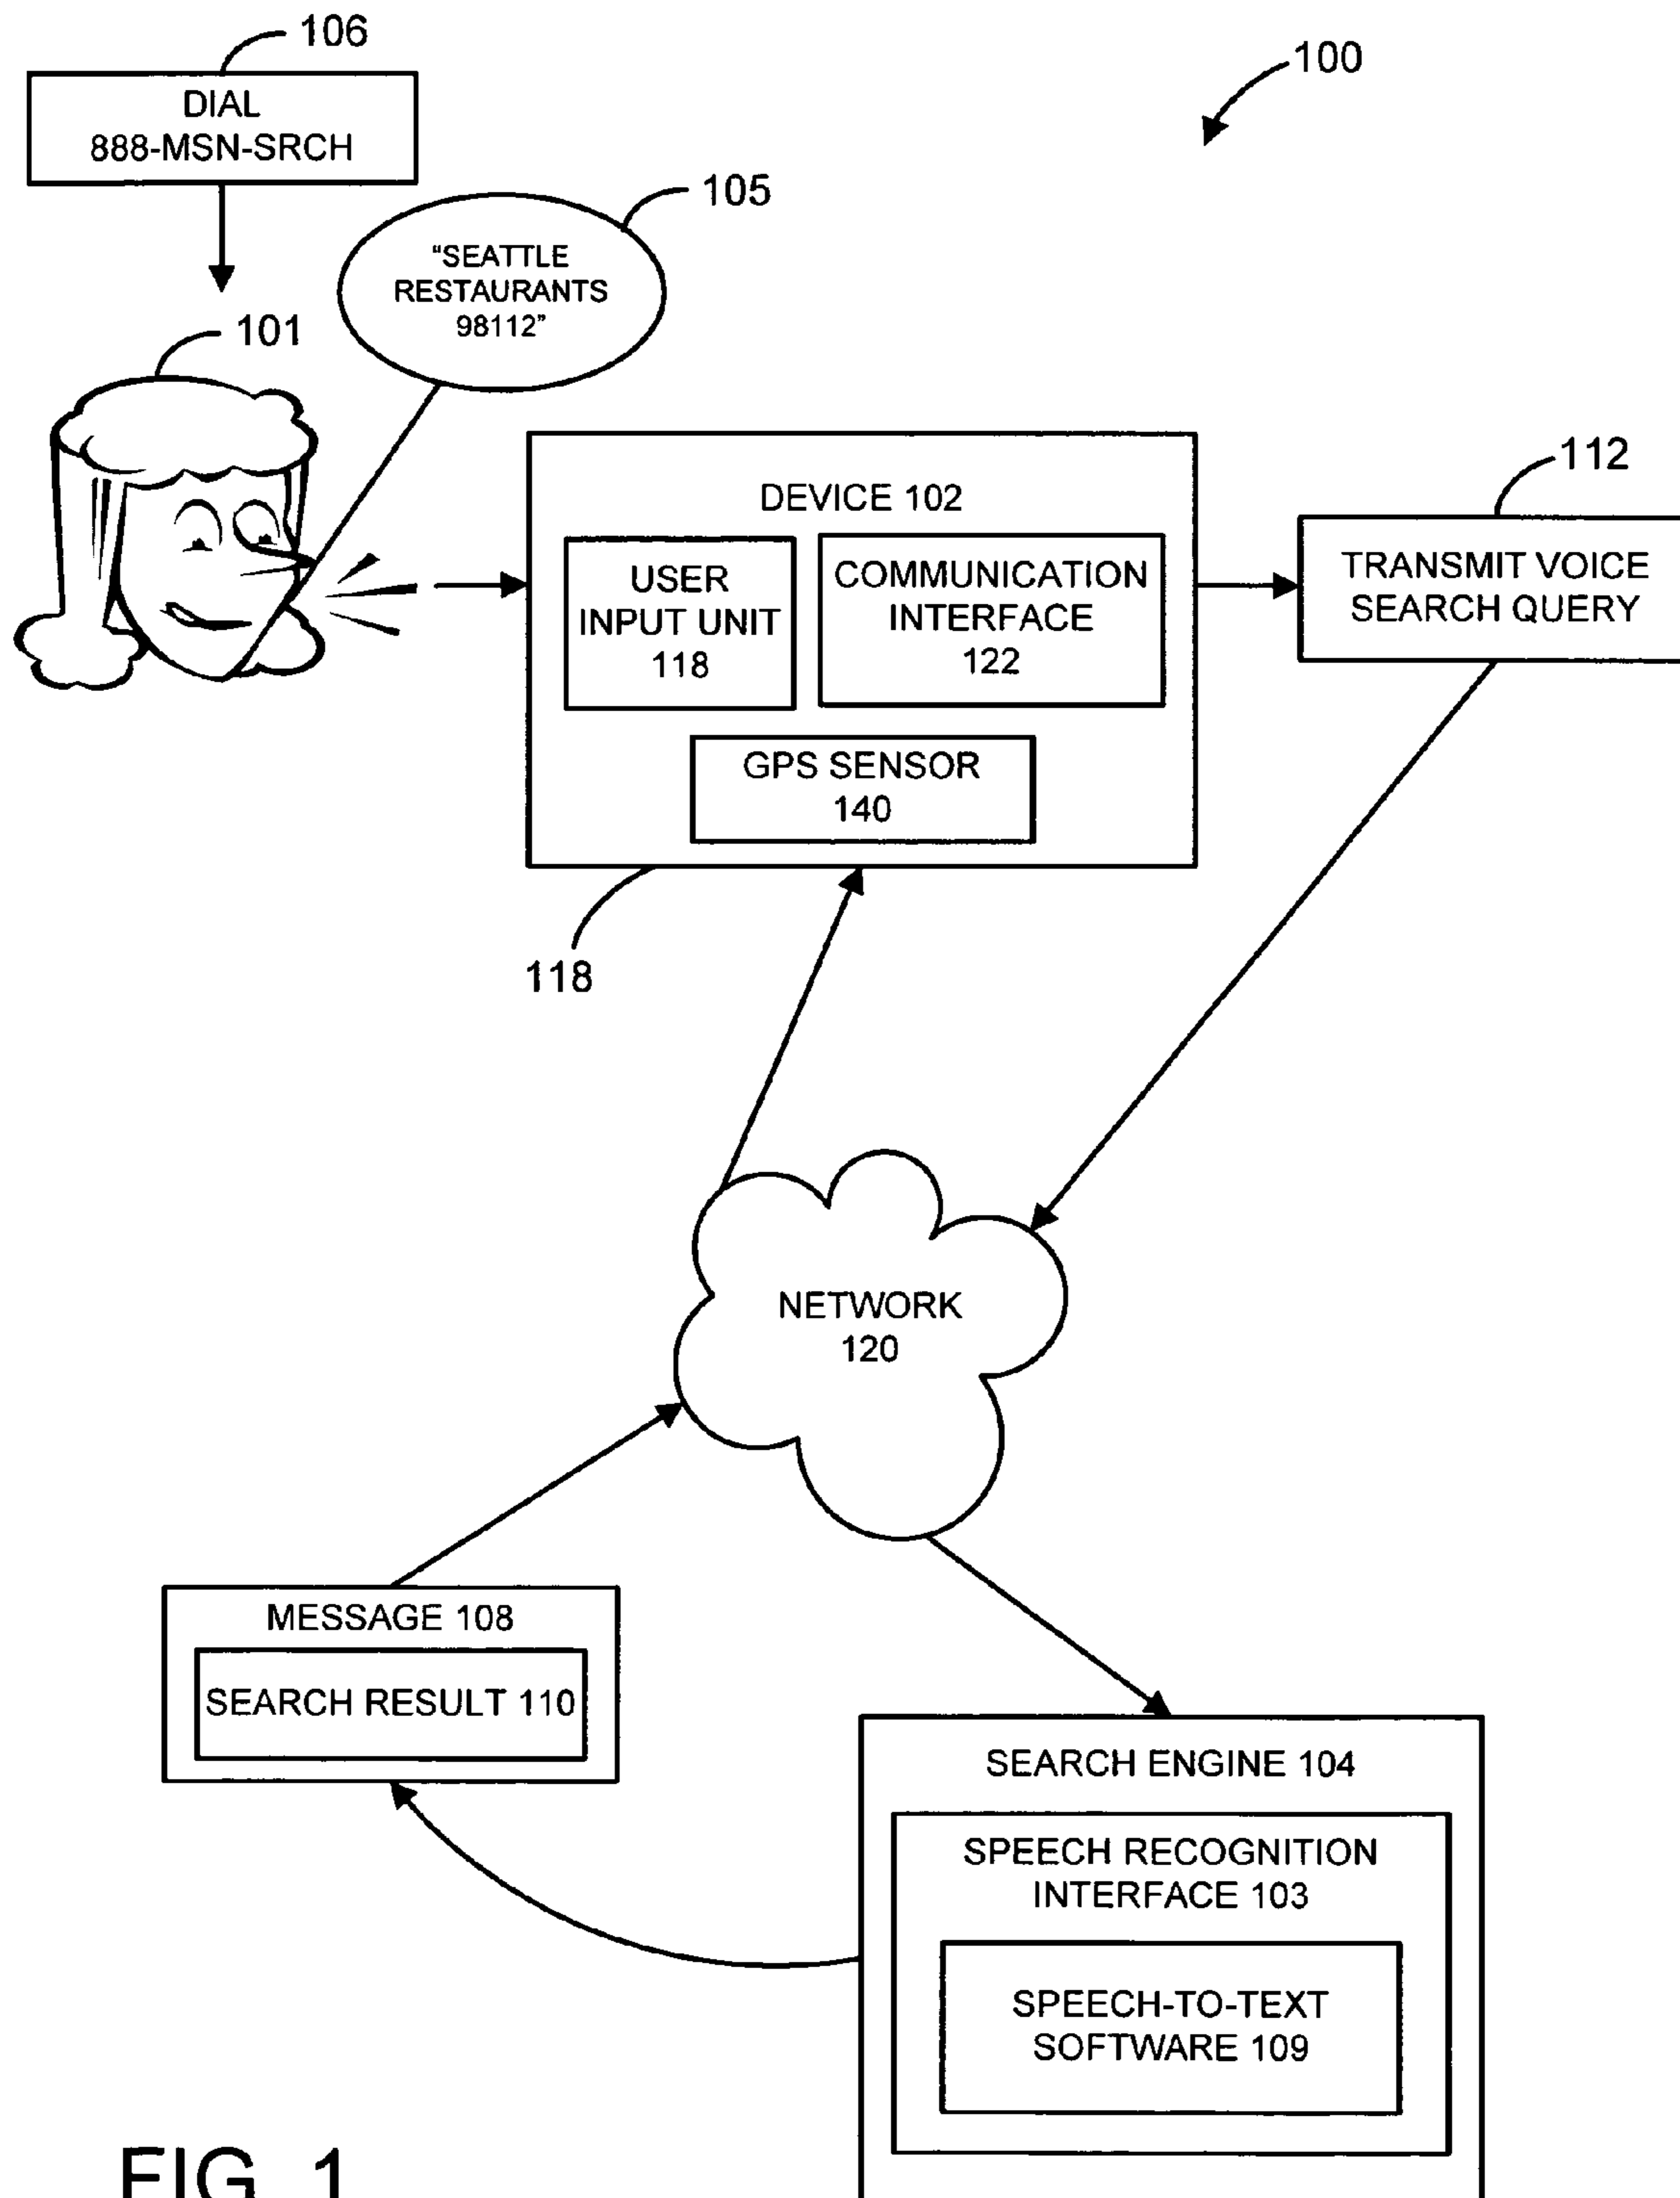 106
DIAL
888-MSN-SRCH
100
105
"SEATTLE
RESTAURANTS
98112"
101
112
DEVICE 102
USER
INPUT UNIT
118
COMMUNICATION
INTERFACE
122
TRANSMIT VOICE
SEARCH QUERY
GPS SENSOR
140
118
NETWORK
120
MESSAGE 108
SEARCH RESULT 110
SEARCH ENGINE 104
SPEECH RECOGNITION
INTERFACE 103
SPEECH-TO-TEXT
SOFTWARE 109
FIG. 1